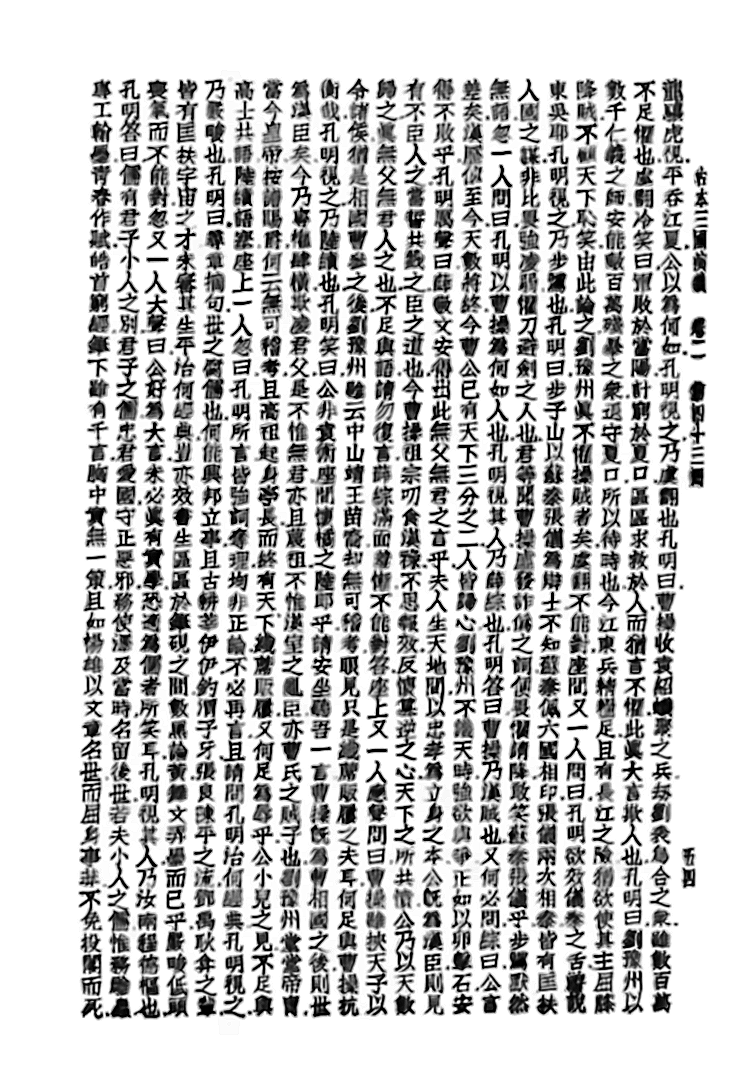 古本三國演義 卷二 第四十三回 五四
龍驤虎視平吞江夏公以為何如孔明視之乃虞翻也孔明曰曹操收袁紹蟻聚之兵劫劉表烏合之衆雖數百萬
不足懼也虞翻冷笑曰軍敗於當陽計窮於夏口區區求救於人而猶言不懼此眞大言欺人也孔明曰劉豫州以
數千仁義之師安能敵百萬殘暴之衆退守夏口所以待時也今江東兵精糧足且有長江之險猶欲使其主屈膝
降賊不顧天下恥笑由此論之劉豫州眞不懼操賊者矣虞翻不能對座間又一人問曰孔明欲效儀秦之舌遊說
東吳耶孔明視之乃步騭也孔明曰步子山以蘇秦張儀為辯士不知蘇秦佩六國相印張儀兩次相秦皆有匡扶
人國之謀非比畏強凌弱懼刀避劍之人也君等聞曹操虛發詐偽之詞便畏懼請降敢笑蘇秦張儀乎步騭默然
無語忽一人問曰孔明以曹操為何如人也孔明視其人乃薛綜也孔明答曰曹操乃漢賊也又何必問綜曰公言
差矣漢歷傳至今天數將終今曹公已有天下三分之二人皆歸心劉豫州不識天時強欲與爭正如以卵擊石安
得不敗乎孔明厲聲曰薛敬文安得出此無父無君之言乎夫人生天地間以忠孝為立身之本公既為漢臣則見
有不臣人之當誓共戮之臣之道也今曹操祖宗叨食漢祿不思報效反懷篡逆之心天下之所共憤公乃以天數
歸之眞無父無君人之也不足與語請勿復言薛綜滿面羞慚不能對答座上又一人應聲問曰曹操雖挾天子以
令諸侯猶是相國曹參之後劉豫州雖云中山靖王苗裔却無可稽考眼見只是織蓆販屨之夫耳何足與曹操抗
衡哉孔明視之乃陸績也孔明笑曰公非袁術座間懷橘之陸郎乎請安坐聽吾一言曹操既為曹相國之後則世
為漢臣矣今乃專權肆橫欺凌君父是不惟無君亦且蔑祖不惟漢室之亂臣亦曹氏之賊子也劉豫州堂堂帝冑
當今皇帝按譜賜爵何云無可稽考且高祖起身亭長而終有天下織蓆販屨又何足為辱乎公小兒之見不足與
高士共語陸績語塞座上一人忽曰孔明所言皆強詞奪理均非正論不必再言且請問孔明治何經典孔明視之
乃嚴畯也孔明曰尋章摘句世之腐儒也何能興邦立事且古耕莘伊尹釣渭子牙張良陳平之流鄧禹耿弇之輩
皆有匡扶宇宙之才未審其生平治何經典豈亦效書生區區於筆硯之間數黑論黃舞文弄墨而已乎嚴畯低頭
喪氣而不能對忽又一人大聲曰公好為大言未必眞有實學恐適為儒者所笑耳孔明視其人乃汝南程德樞也
孔明答曰儒有君子小人之別君子之儒忠君愛國守正惡邪務使澤及當時名留後世若夫小人之儒惟務雕蟲
專工翰墨青春作賦皓首窮經筆下雖有千言胸中實無一策且如楊雄以文章名世而屈身事莽不免投閣而死